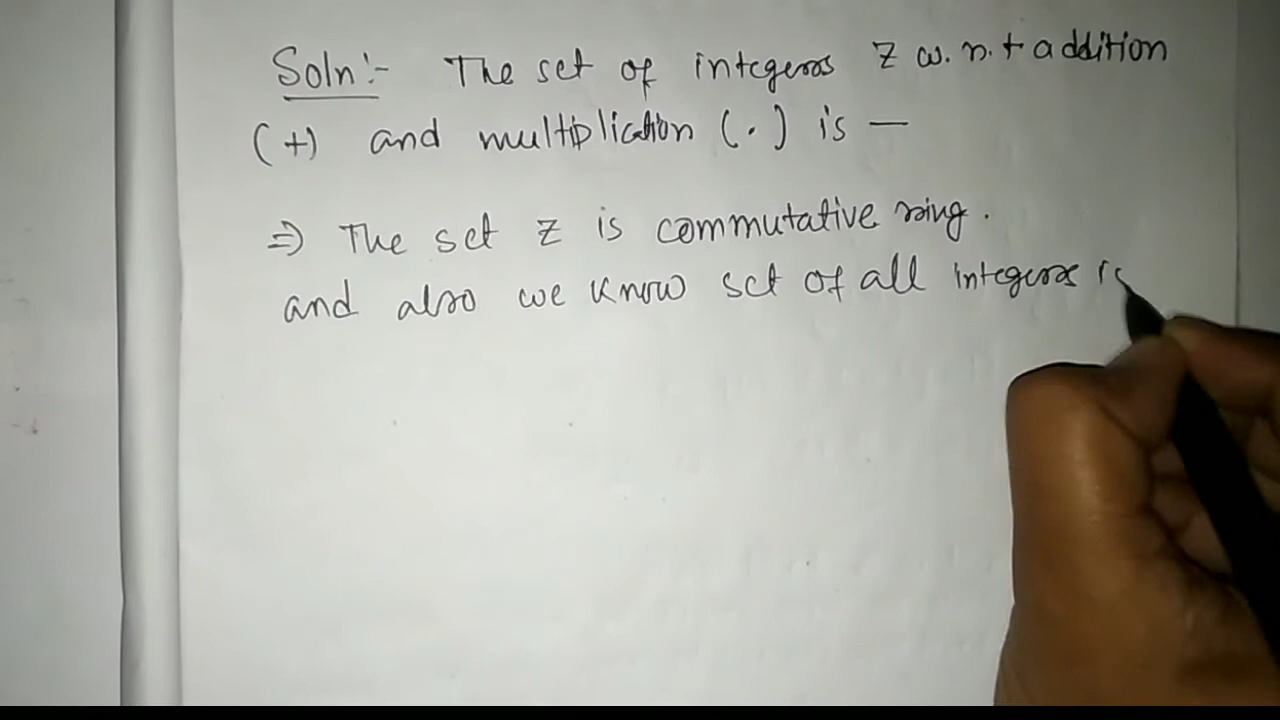 Soln:- The set of integers Z w.r.t addition
(+) and multiplication (·) is —
⇒ The set Z is commutative ring.
and also we know set of all integers is